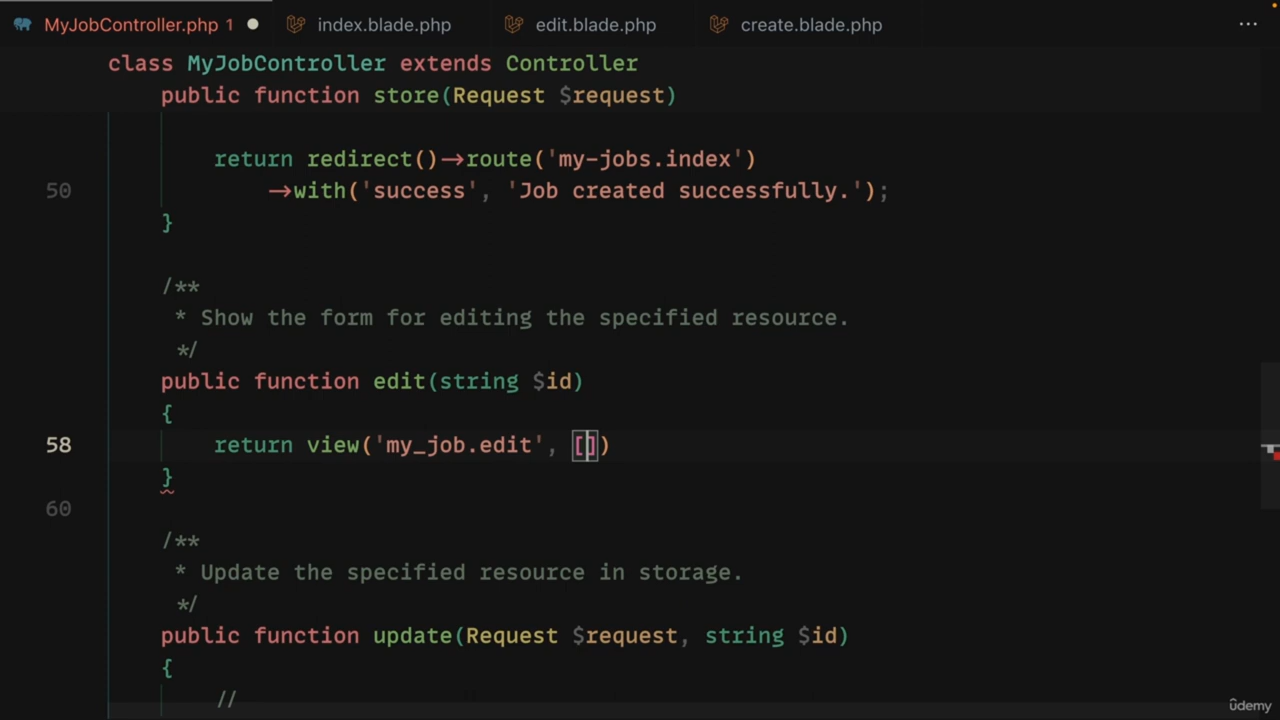 MyJobController.php 1 index.blade.php edit.blade.php create.blade.php ...
class MyJobController extends Controller
public function store(Request $request)
return redirect()->route('my-jobs.index')
50 ->with('success', 'Job created successfully.');
}
/**
* Show the form for editing the specified resource.
*/
public function edit(string $id)
{
58 return view('my_job.edit', [])
}
60
/**
* Update the specified resource in storage.
*/
public function update(Request $request, string $id)
{
//
udemy